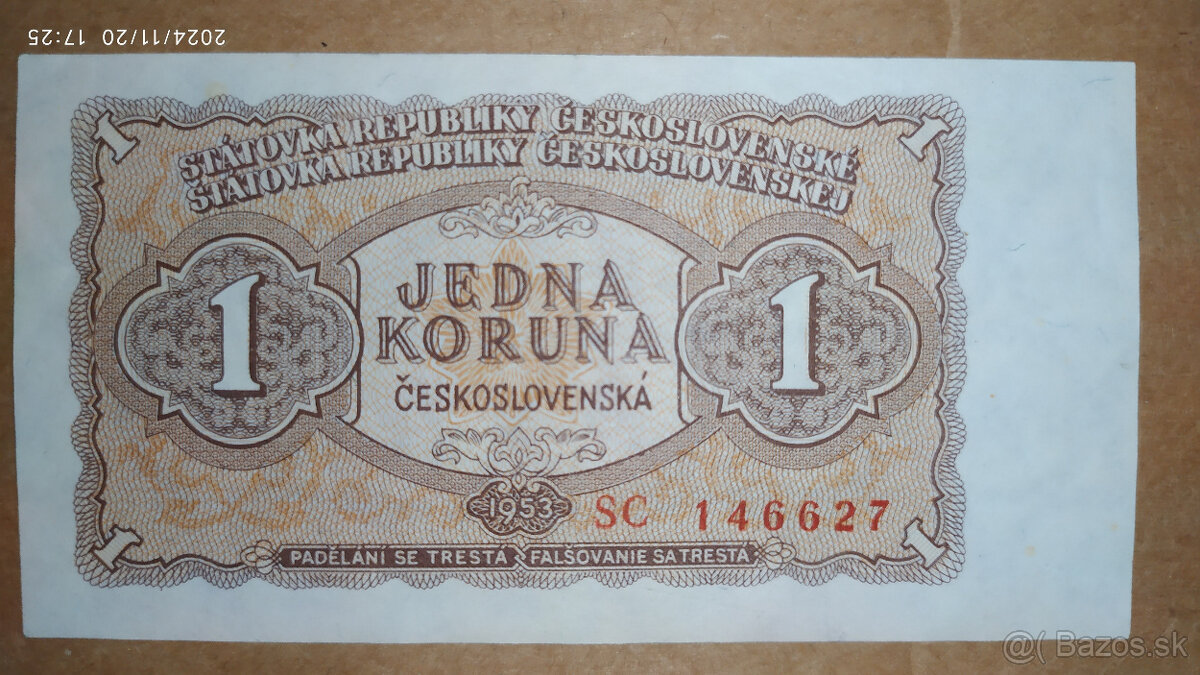 2024/11/20 17:25
1 1
STÁTOVKA REPUBLIKY ČESKOSLOVENSKÉ
ŠTÁTOVKA REPUBLIKY ČESKOSLOVENSKEJ
1 JEDNA 1
KORUNA
ČESKOSLOVENSKÁ
1953 SC 146627
1 1
PADĚLÁNÍ SE TRESTÁ FALŠOVANIE SA TRESTÁ
@( Bazos.sk